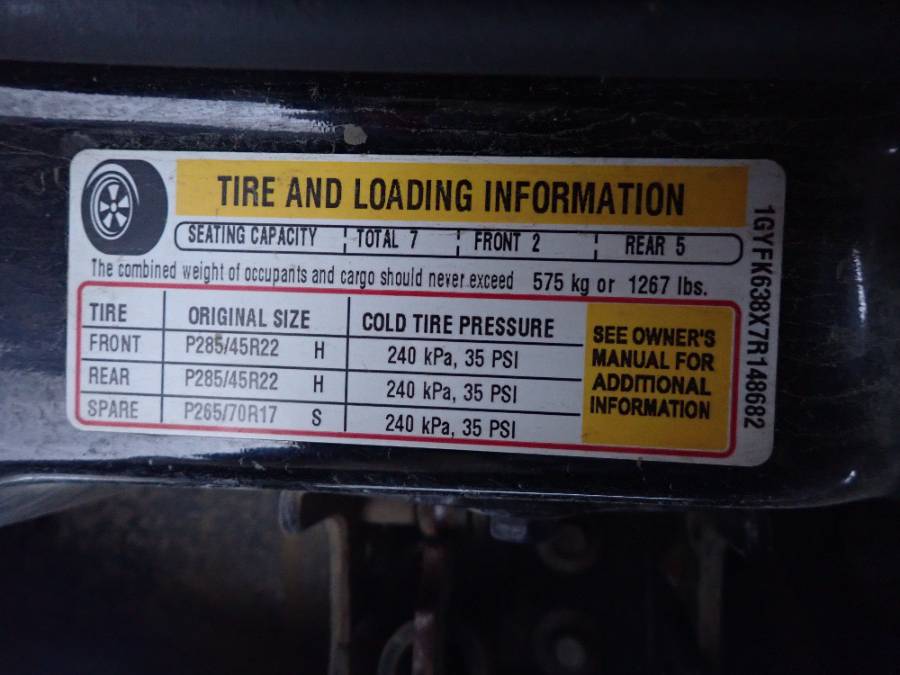 TIRE AND LOADING INFORMATION
SEATING CAPACITY TOTAL 7 FRONT 2 REAR 5
The combined weight of occupants and cargo should never exceed 575 kg or 1267 lbs.
TIRE ORIGINAL SIZE COLD TIRE PRESSURE
FRONT P285/45R22 H 240 kPa, 35 PSI
REAR P285/45R22 H 240 kPa, 35 PSI
SPARE P265/70R17 S 240 kPa, 35 PSI
SEE OWNER'S
MANUAL FOR
ADDITIONAL
INFORMATION
1GYFK638X7R148682